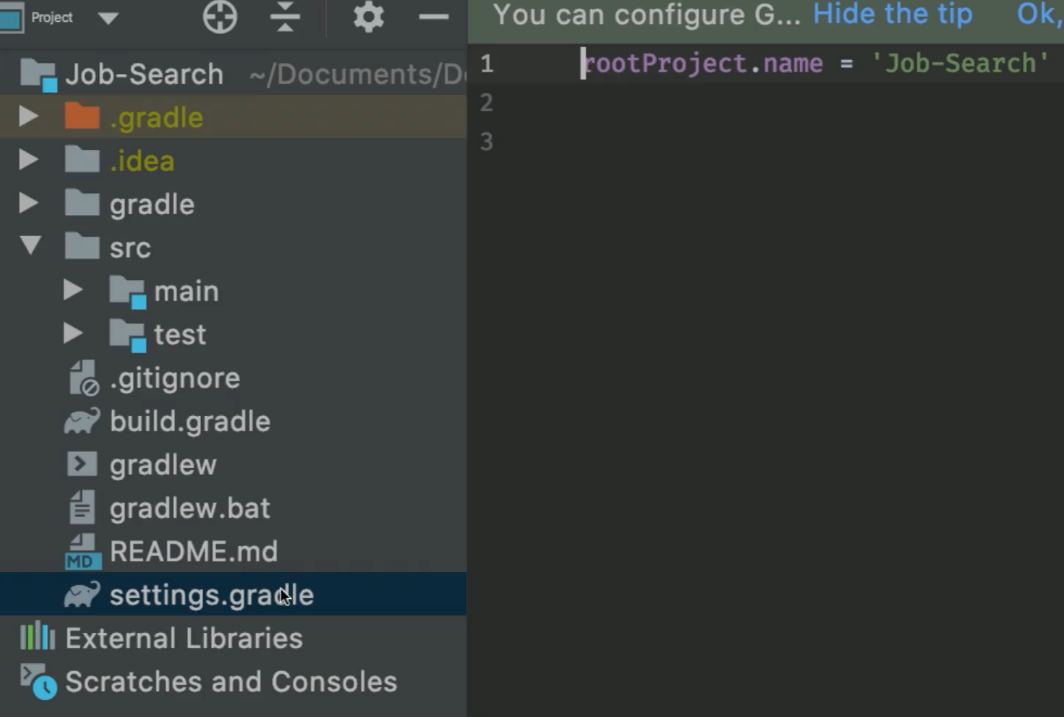 Project
Job-Search ~/Documents/D
.gradle
.idea
gradle
src
main
test
.gitignore
build.gradle
gradlew
gradlew.bat
MD README.md
settings.gradle
External Libraries
Scratches and Consoles
You can configure G... Hide the tip Ok,
1 rootProject.name = 'Job-Search'
2
3